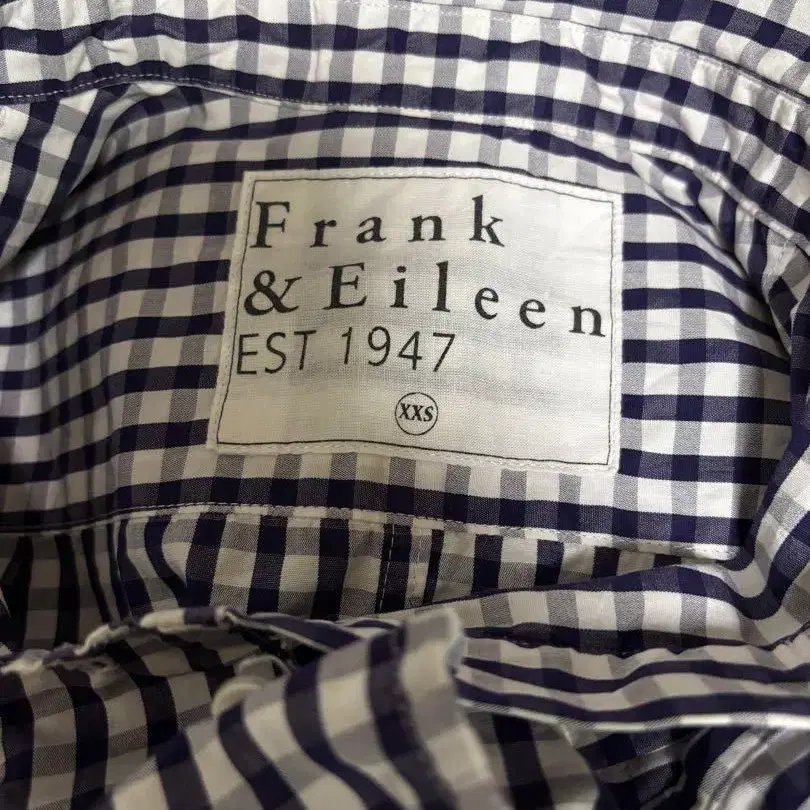 Frank
& Eileen
EST 1947
XXS